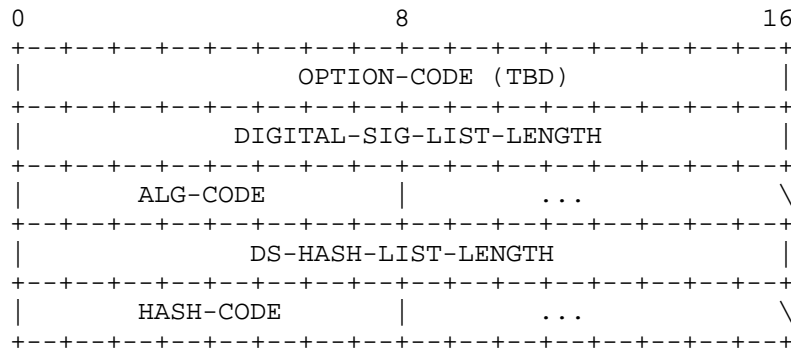 0                       8                      16
+--+--+--+--+--+--+--+--+--+--+--+--+--+--+--+--+
|                 OPTION-CODE (TBD)             |
+--+--+--+--+--+--+--+--+--+--+--+--+--+--+--+--+
|             DIGITAL-SIG-LIST-LENGTH           |
+--+--+--+--+--+--+--+--+--+--+--+--+--+--+--+--+
|       ALG-CODE        |        ...            \
+--+--+--+--+--+--+--+--+--+--+--+--+--+--+--+--+
|              DS-HASH-LIST-LENGTH              |
+--+--+--+--+--+--+--+--+--+--+--+--+--+--+--+--+
|       HASH-CODE       |        ...            \
+--+--+--+--+--+--+--+--+--+--+--+--+--+--+--+--+